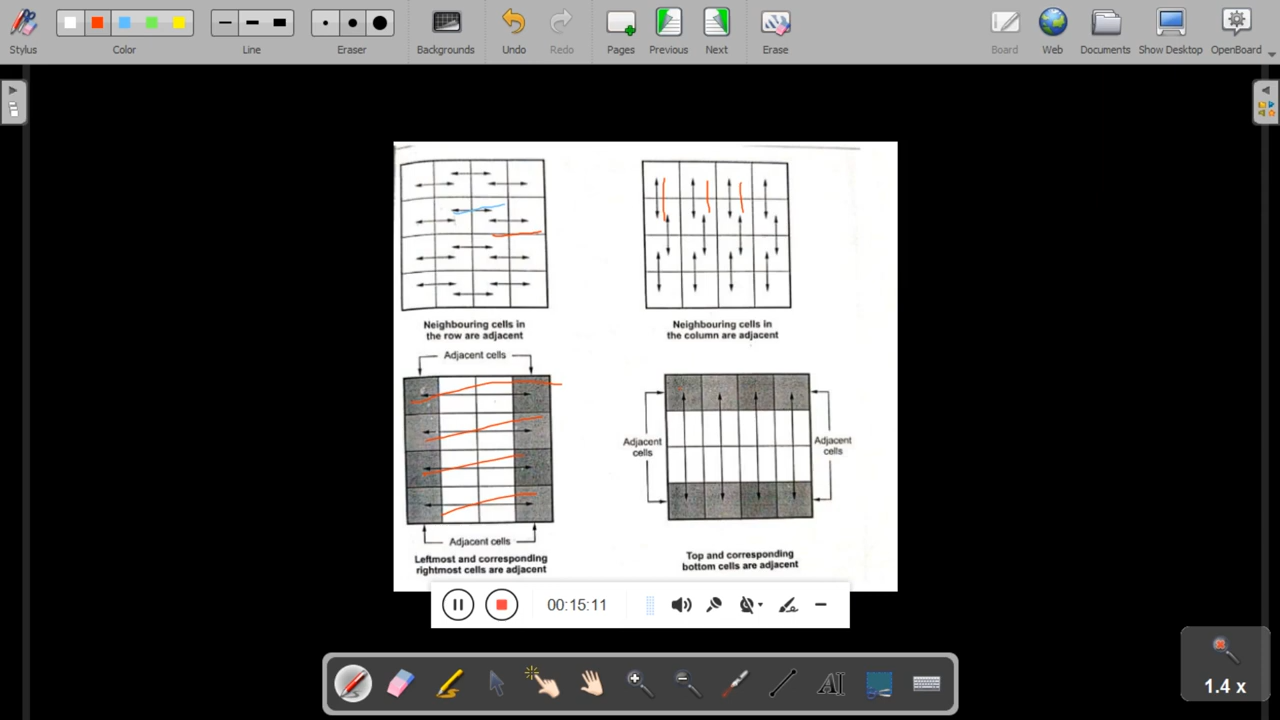 Stylus
Color
Line
Eraser
Backgrounds
Undo
Redo
Pages
Previous
Next
Erase
Board
Web
Documents
Show Desktop
OpenBoard
Neighbouring cells in
the row are adjacent
Neighbouring cells in
the column are adjacent
Adjacent cells
Adjacent cells
Leftmost and corresponding
rightmost cells are adjacent
Adjacent
cells
Adjacent
cells
Top and corresponding
bottom cells are adjacent
00:15:11
AI
1.4 x